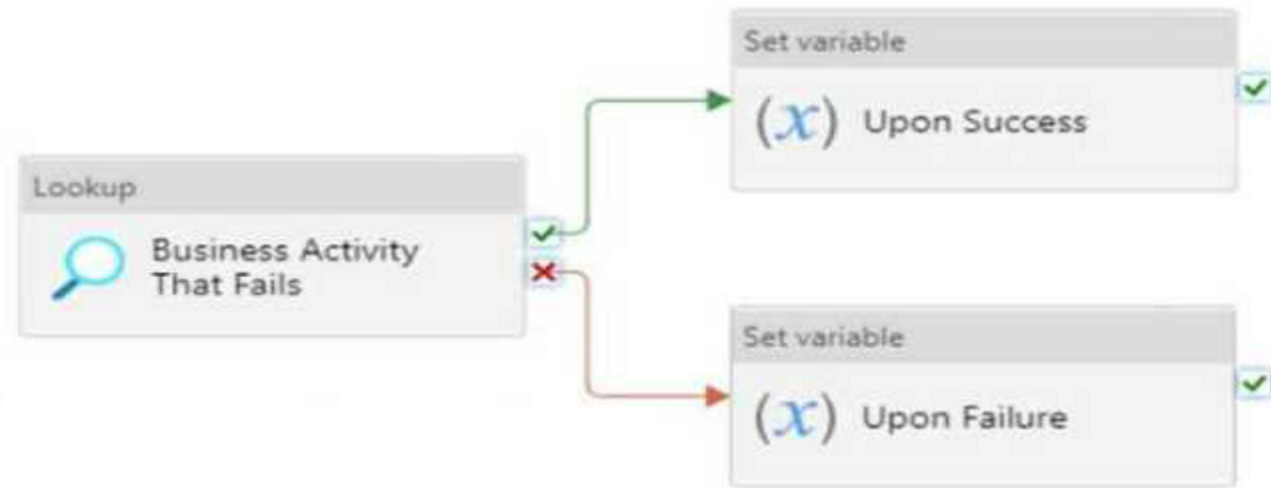 Set variable
(x) Upon Success
Lookup
Business Activity
That Fails
Set variable
(x) Upon Failure